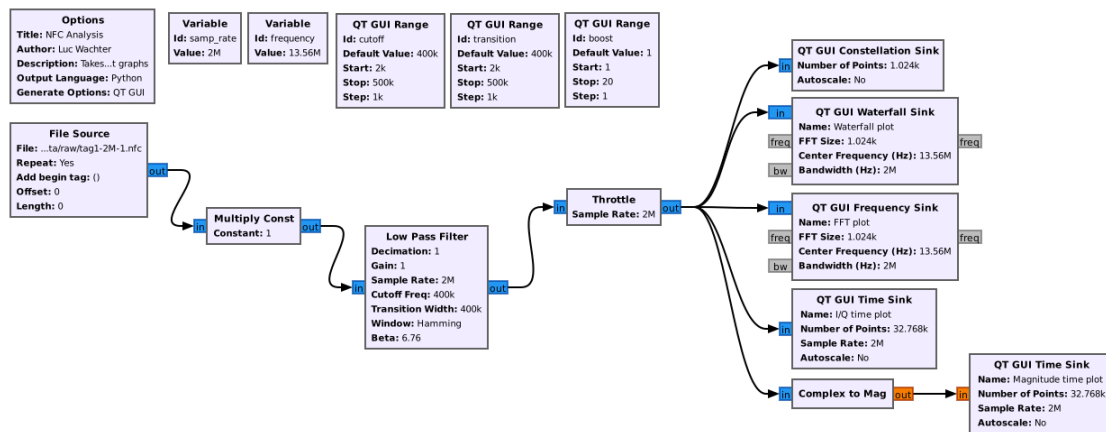 Options
Title: NFC Analysis
Author: Luc Wachter
Description: Takes...t graphs
Output Language: Python
Generate Options: QT GUI
Variable
Id: samp_rate
Value: 2M
Variable
Id: frequency
Value: 13.56M
QT GUI Range
Id: cutoff
Default Value: 400k
Start: 2k
Stop: 500k
Step: 1k
QT GUI Range
Id: transition
Default Value: 400k
Start: 2k
Stop: 500k
Step: 1k
QT GUI Range
Id: boost
Default Value: 1
Start: 1
Stop: 20
Step: 1
File Source
File: ...ta/raw/tag1-2M-1.nfc
Repeat: Yes
Add begin tag: ()
Offset: 0
Length: 0
out
in
Multiply Const
Constant: 1
out
in
Low Pass Filter
Decimation: 1
Gain: 1
Sample Rate: 2M
Cutoff Freq: 400k
Transition Width: 400k
Window: Hamming
Beta: 6.76
out
in
Throttle
Sample Rate: 2M
out
in
QT GUI Constellation Sink
Number of Points: 1.024k
Autoscale: No
in
freq
bw
QT GUI Waterfall Sink
Name: Waterfall plot
FFT Size: 1.024k
Center Frequency (Hz): 13.56M
Bandwidth (Hz): 2M
freq
in
freq
bw
QT GUI Frequency Sink
Name: FFT plot
FFT Size: 1.024k
Center Frequency (Hz): 13.56M
Bandwidth (Hz): 2M
freq
in
QT GUI Time Sink
Name: I/Q time plot
Number of Points: 32.768k
Sample Rate: 2M
Autoscale: No
in
Complex to Mag
out
in
QT GUI Time Sink
Name: Magnitude time plot
Number of Points: 32.768k
Sample Rate: 2M
Autoscale: No